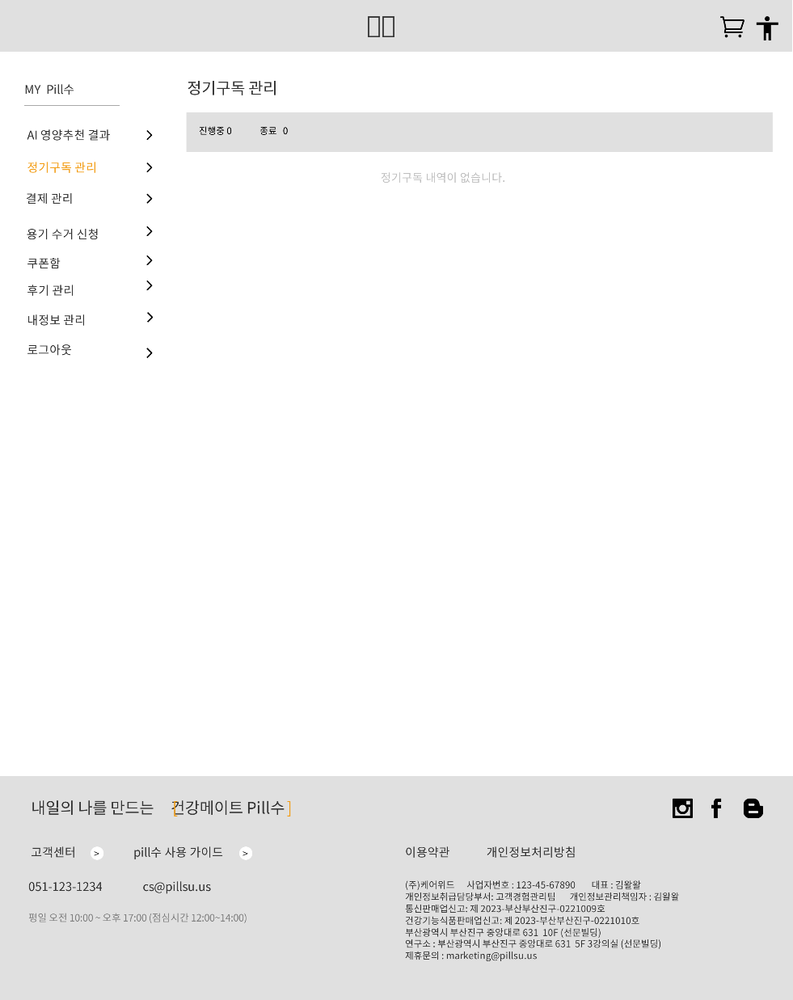 MY  Pill수
AI 영양추천 결과
정기구독 관리
결제 관리
용기 수거 신청
쿠폰함
후기 관리
내정보 관리
로그아웃
정기구독 관리
진행중 0 종료 0
정기구독 내역이 없습니다.
내일의 나를 만드는 [건강메이트 Pill수 ]
고객센터 > pill수 사용 가이드 >
051-123-1234 cs@pillsu.us
평일 오전 10:00 ~ 오후 17:00 (점심시간 12:00~14:00)
이용약관 개인정보처리방침
(주)케어위드 사업자번호 : 123-45-67890 대표 : 김왈왈
개인정보취급담당부서: 고객경험관리팀 개인정보관리책임자 : 김왈왈
통신판매업신고: 제 2023-부산부산진구-0221009호
건강기능식품판매업신고: 제 2023-부산부산진구-0221010호
부산광역시 부산진구 중앙대로 631  10F (선문빌딩)
연구소 : 부산광역시 부산진구 중앙대로 631  5F 3강의실 (선문빌딩)
제휴문의 : marketing@pillsu.us